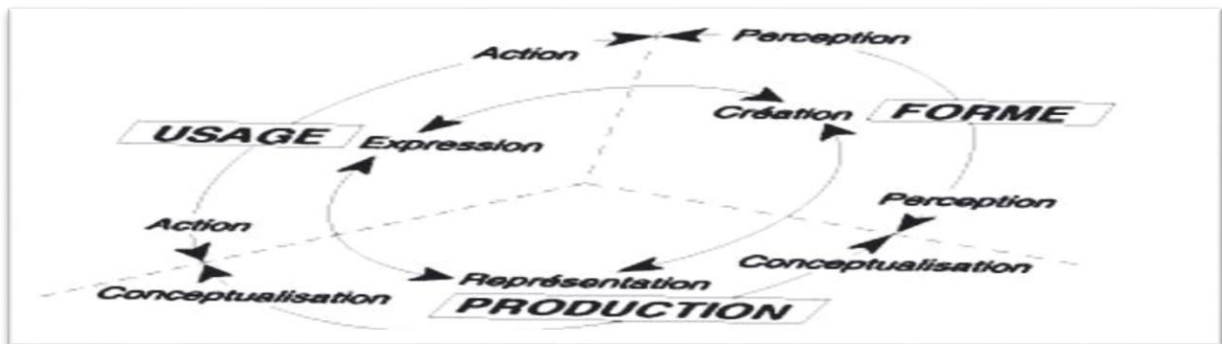 Action
Perception
Création
FORME
USAGE
Expression
Action
Perception
Conceptualisation
Représentation
Conceptualisation
PRODUCTION